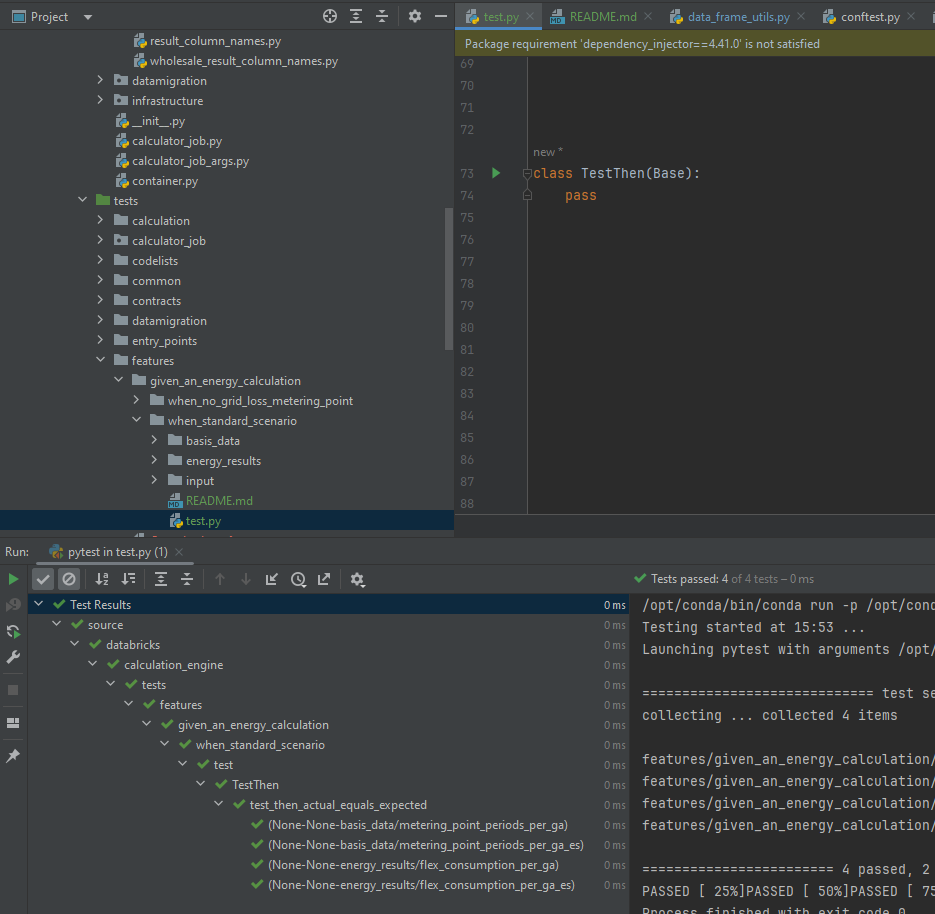 Project
result_column_names.py
wholesale_result_column_names.py
datamigration
infrastructure
__init__.py
calculator_job.py
calculator_job_args.py
container.py
tests
calculation
calculator_job
codelists
common
contracts
datamigration
entry_points
features
given_an_energy_calculation
when_no_grid_loss_metering_point
when_standard_scenario
basis_data
energy_results
input
README.md
test.py
test.py
README.md
data_frame_utils.py
conftest.py
Package requirement 'dependency_injector==4.41.0' is not satisfied
69
70
71
72
new *
73 class TestThen(Base):
74 pass
75
76
77
78
79
80
81
82
83
84
85
86
87
88
Run: pytest in test.py (1)
Tests passed: 4 of 4 tests – 0 ms
Test Results 0 ms
source 0 ms
databricks 0 ms
calculation_engine 0 ms
tests 0 ms
features 0 ms
given_an_energy_calculation 0 ms
when_standard_scenario 0 ms
test 0 ms
TestThen 0 ms
test_then_actual_equals_expected 0 ms
(None-None-basis_data/metering_point_periods_per_ga) 0 ms
(None-None-basis_data/metering_point_periods_per_ga_es) 0 ms
(None-None-energy_results/flex_consumption_per_ga) 0 ms
(None-None-energy_results/flex_consumption_per_ga_es) 0 ms
/opt/conda/bin/conda run -p /opt/cond
Testing started at 15:53 ...
Launching pytest with arguments /opt/
============================= test se
collecting ... collected 4 items
features/given_an_energy_calculation/
features/given_an_energy_calculation/
features/given_an_energy_calculation/
features/given_an_energy_calculation/
======================== 4 passed, 2
PASSED [ 25%]PASSED [ 50%]PASSED [ 75
Process finished with exit code 0